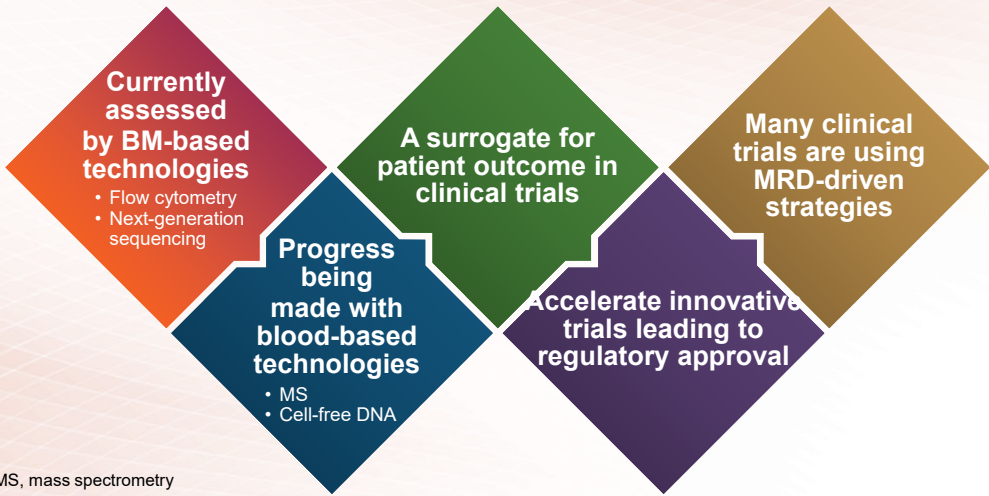 Currently
assessed
by BM-based
technologies
• Flow cytometry
• Next-generation
sequencing
Progress
being
made with
blood-based
technologies
• MS
• Cell-free DNA
A surrogate for
patient outcome in
clinical trials
Accelerate innovative
trials leading to
regulatory approval
Many clinical
trials are using
MRD-driven
strategies
MS, mass spectrometry